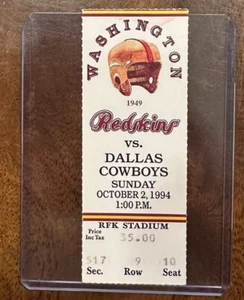 WASHINGTON
1949
Redskins
VS.
DALLAS
COWBOYS
SUNDAY
OCTOBER 2, 1994
1:00 P.M.
RFK STADIUM
Price 35.00
Inc Tax
517 9 10
Sec. Row Seat